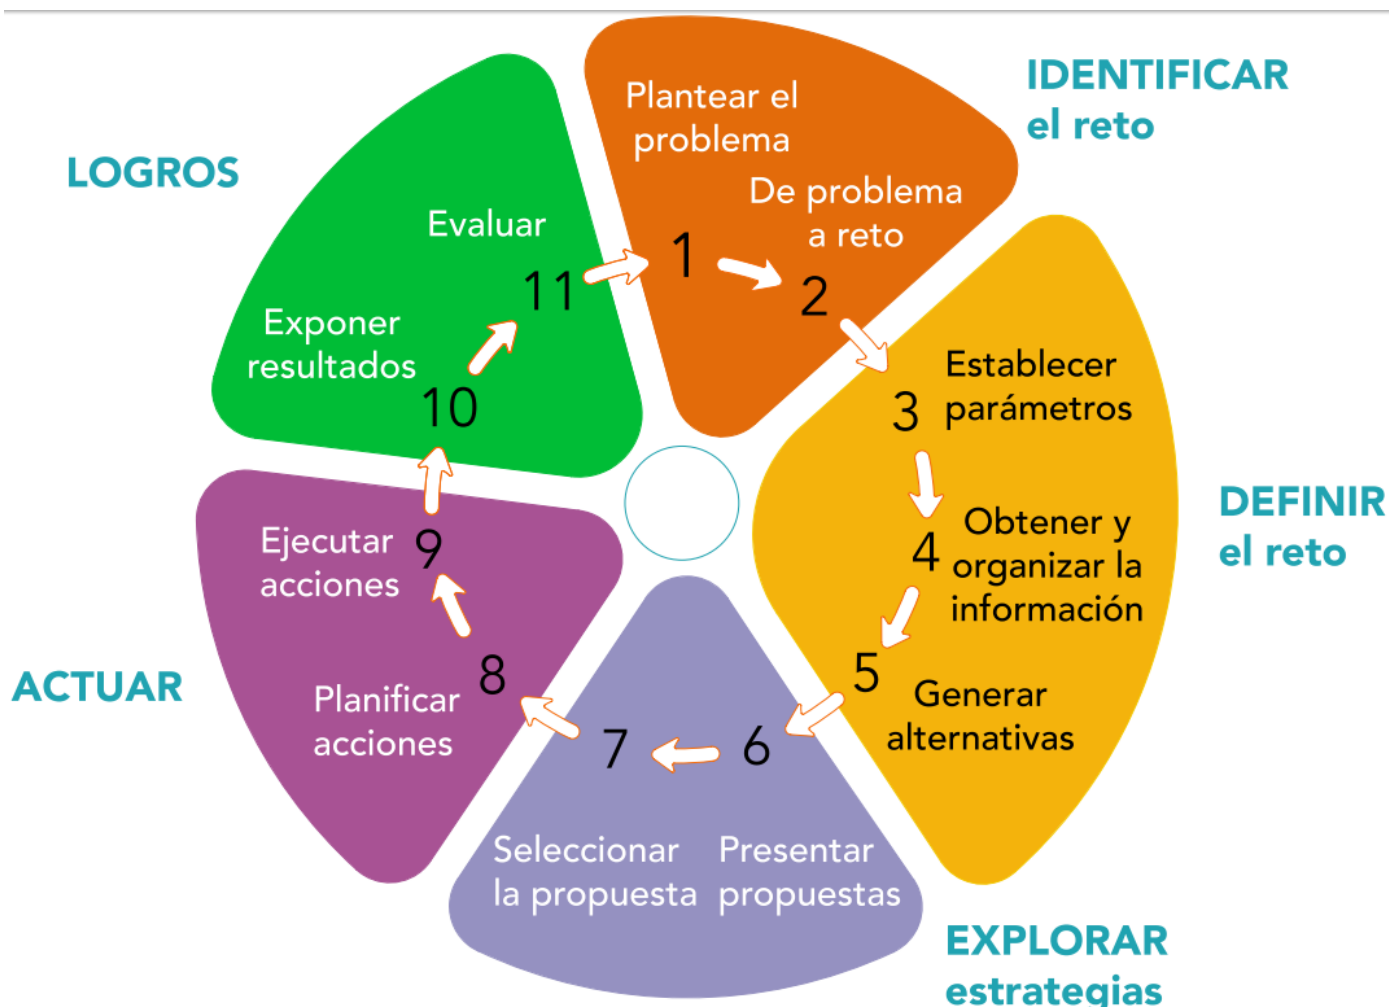 IDENTIFICAR
el reto
Plantear el
problema
1
De problema
a reto
2
DEFINIR
el reto
3
Establecer
parámetros
4
Obtener y
organizar la
información
5
Generar
alternativas
EXPLORAR
estrategias
6
Presentar
propuestas
7
Seleccionar
la propuesta
ACTUAR
8
Planificar
acciones
9
Ejecutar
acciones
LOGROS
10
Exponer
resultados
11
Evaluar